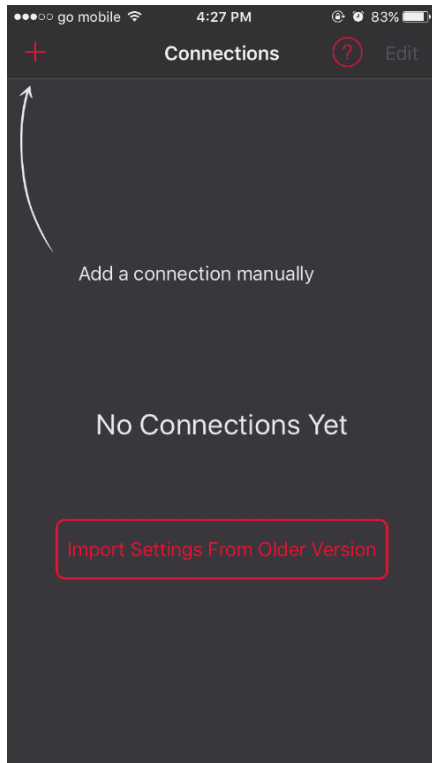 go mobile 4:27 PM 83%
+ Connections ? Edit
Add a connection manually
No Connections Yet
Import Settings From Older Version